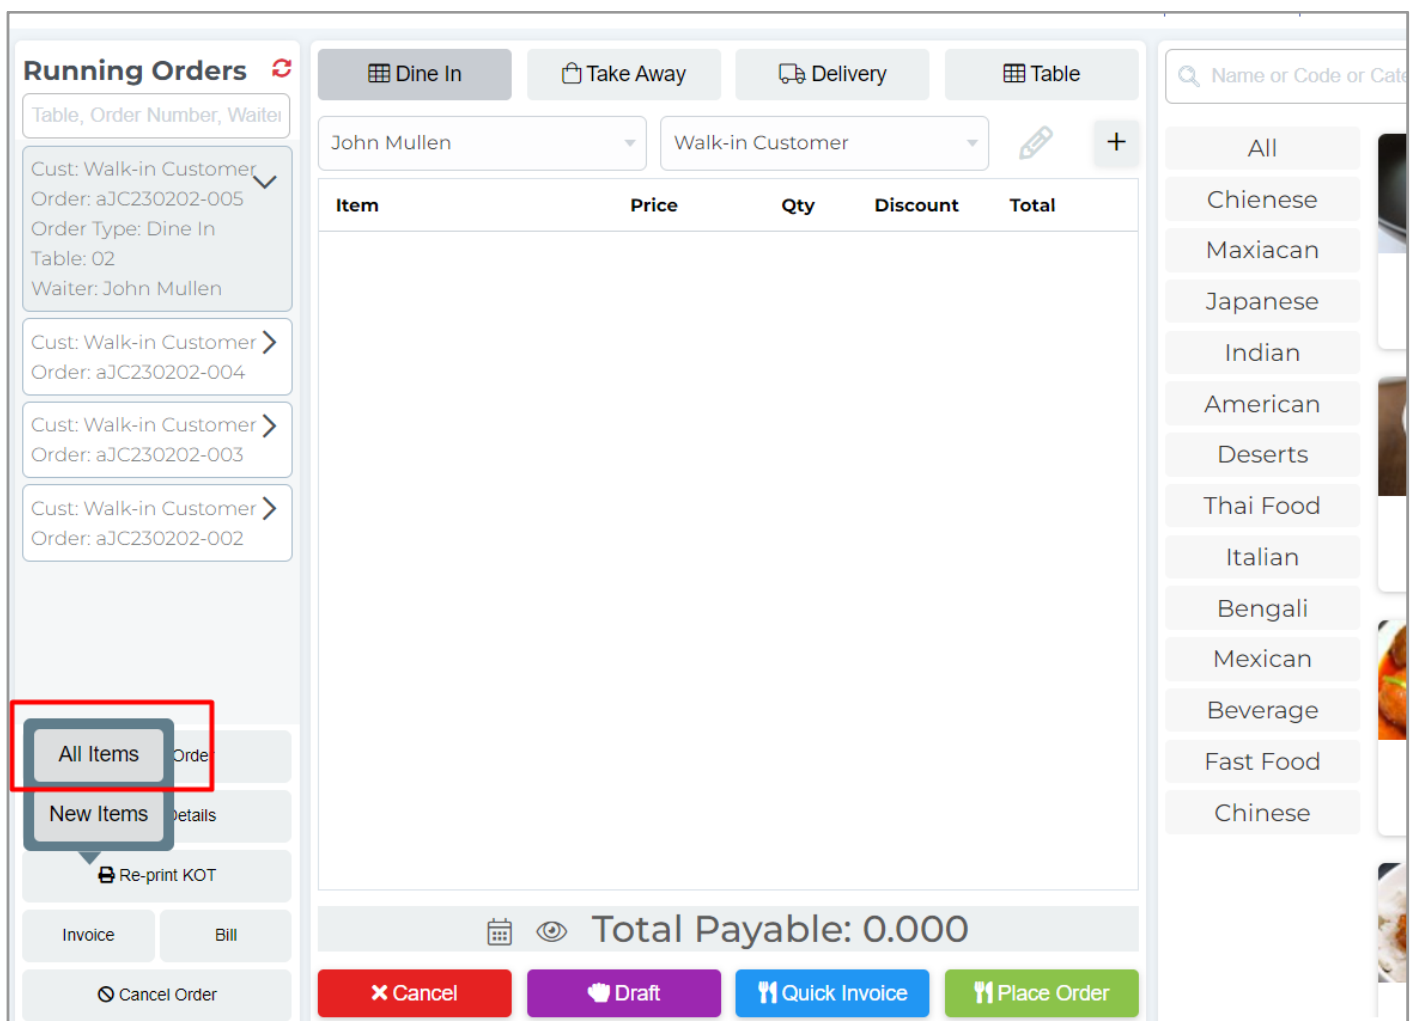 Running Orders
Table, Order Number, Waiter
Cust: Walk-in Customer
Order: aJC230202-005
Order Type: Dine In
Table: 02
Waiter: John Mullen
Cust: Walk-in Customer
Order: aJC230202-004
Cust: Walk-in Customer
Order: aJC230202-003
Cust: Walk-in Customer
Order: aJC230202-002
All Items
Order
New Items
Details
Re-print KOT
Invoice
Bill
Cancel Order
Dine In
Take Away
Delivery
Table
John Mullen
Walk-in Customer
+
Item Price Qty Discount Total
Total Payable: 0.000
Cancel
Draft
Quick Invoice
Place Order
Name or Code or Cate
All
Chienese
Maxiacan
Japanese
Indian
American
Deserts
Thai Food
Italian
Bengali
Mexican
Beverage
Fast Food
Chinese